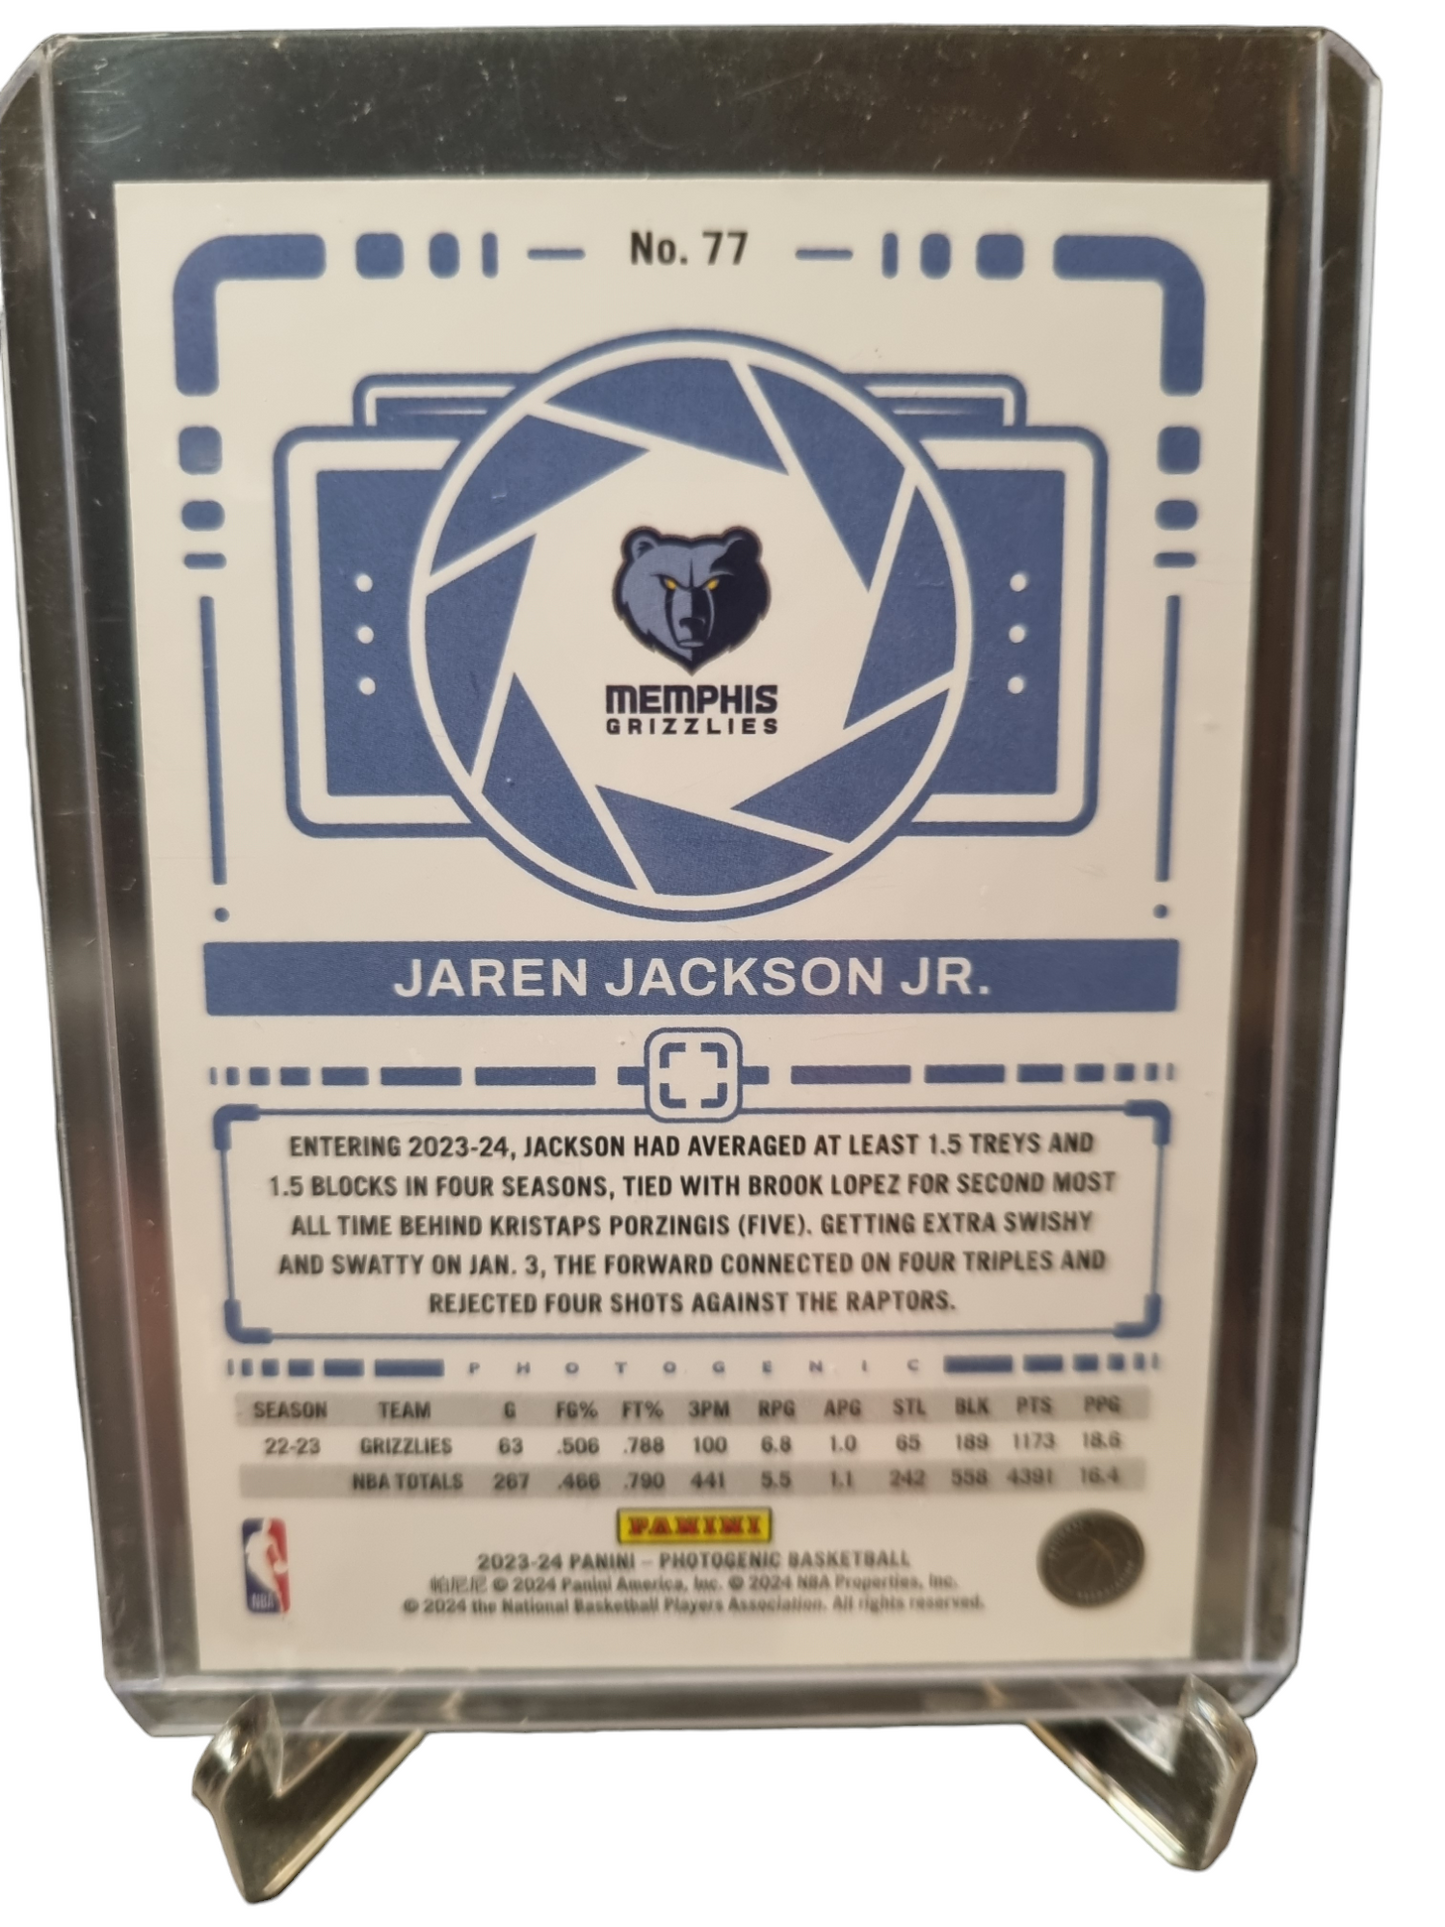 No. 77
MEMPHIS
GRIZZLIES
JAREN JACKSON JR.
ENTERING 2023-24, JACKSON HAD AVERAGED AT LEAST 1.5 TREYS AND
1.5 BLOCKS IN FOUR SEASONS, TIED WITH BROOK LOPEZ FOR SECOND MOST
ALL TIME BEHIND KRISTAPS PORZINGIS (FIVE). GETTING EXTRA SWISHY
AND SWATTY ON JAN. 3, THE FORWARD CONNECTED ON FOUR TRIPLES AND
REJECTED FOUR SHOTS AGAINST THE RAPTORS.
PHOTOGENIC
SEASON TEAM G FG% FT% 3PM RPG APG STL BLK PTS PPG
22-23 GRIZZLIES 63 .506 .788 100 6.8 1.0 65 189 1173 18.6
NBA TOTALS 267 .466 .790 441 5.5 1.1 242 558 4391 16.4
PANINI
2023-24 PANINI – PHOTOGENIC BASKETBALL
帕尼尼 © 2024 Panini America, Inc. © 2024 NBA Properties, Inc.
© 2024 the National Basketball Players Association. All rights reserved.
NBA